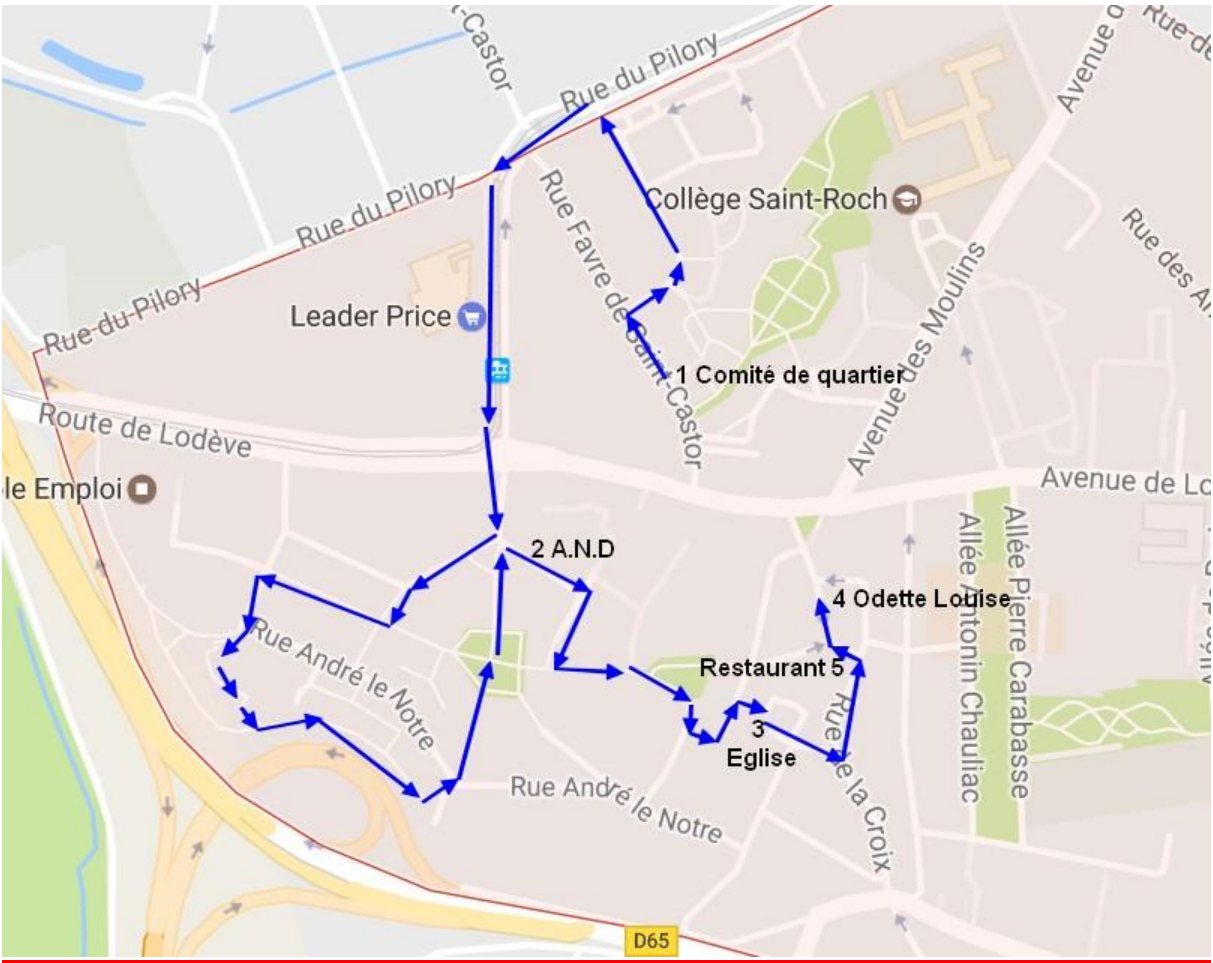 t-Castor
Rue du Pilory
Avenue d
Rue de
Rue du Pilory
Rue Favre de Saint-Castor
Collège Saint-Roch
Rue des
Leader Price
Rue du Pilory
1 Comité de quartier
Avenue des Moulins
Route de Lodève
le Emploi
Avenue de Lo
2 A.N.D
4 Odette Louise
Allée Antonin Chauliac
Allée Pierre Carabasse
Rue André le Notre
Restaurant 5
3
Eglise
Rue de la Croix
Rue André le Notre
D65